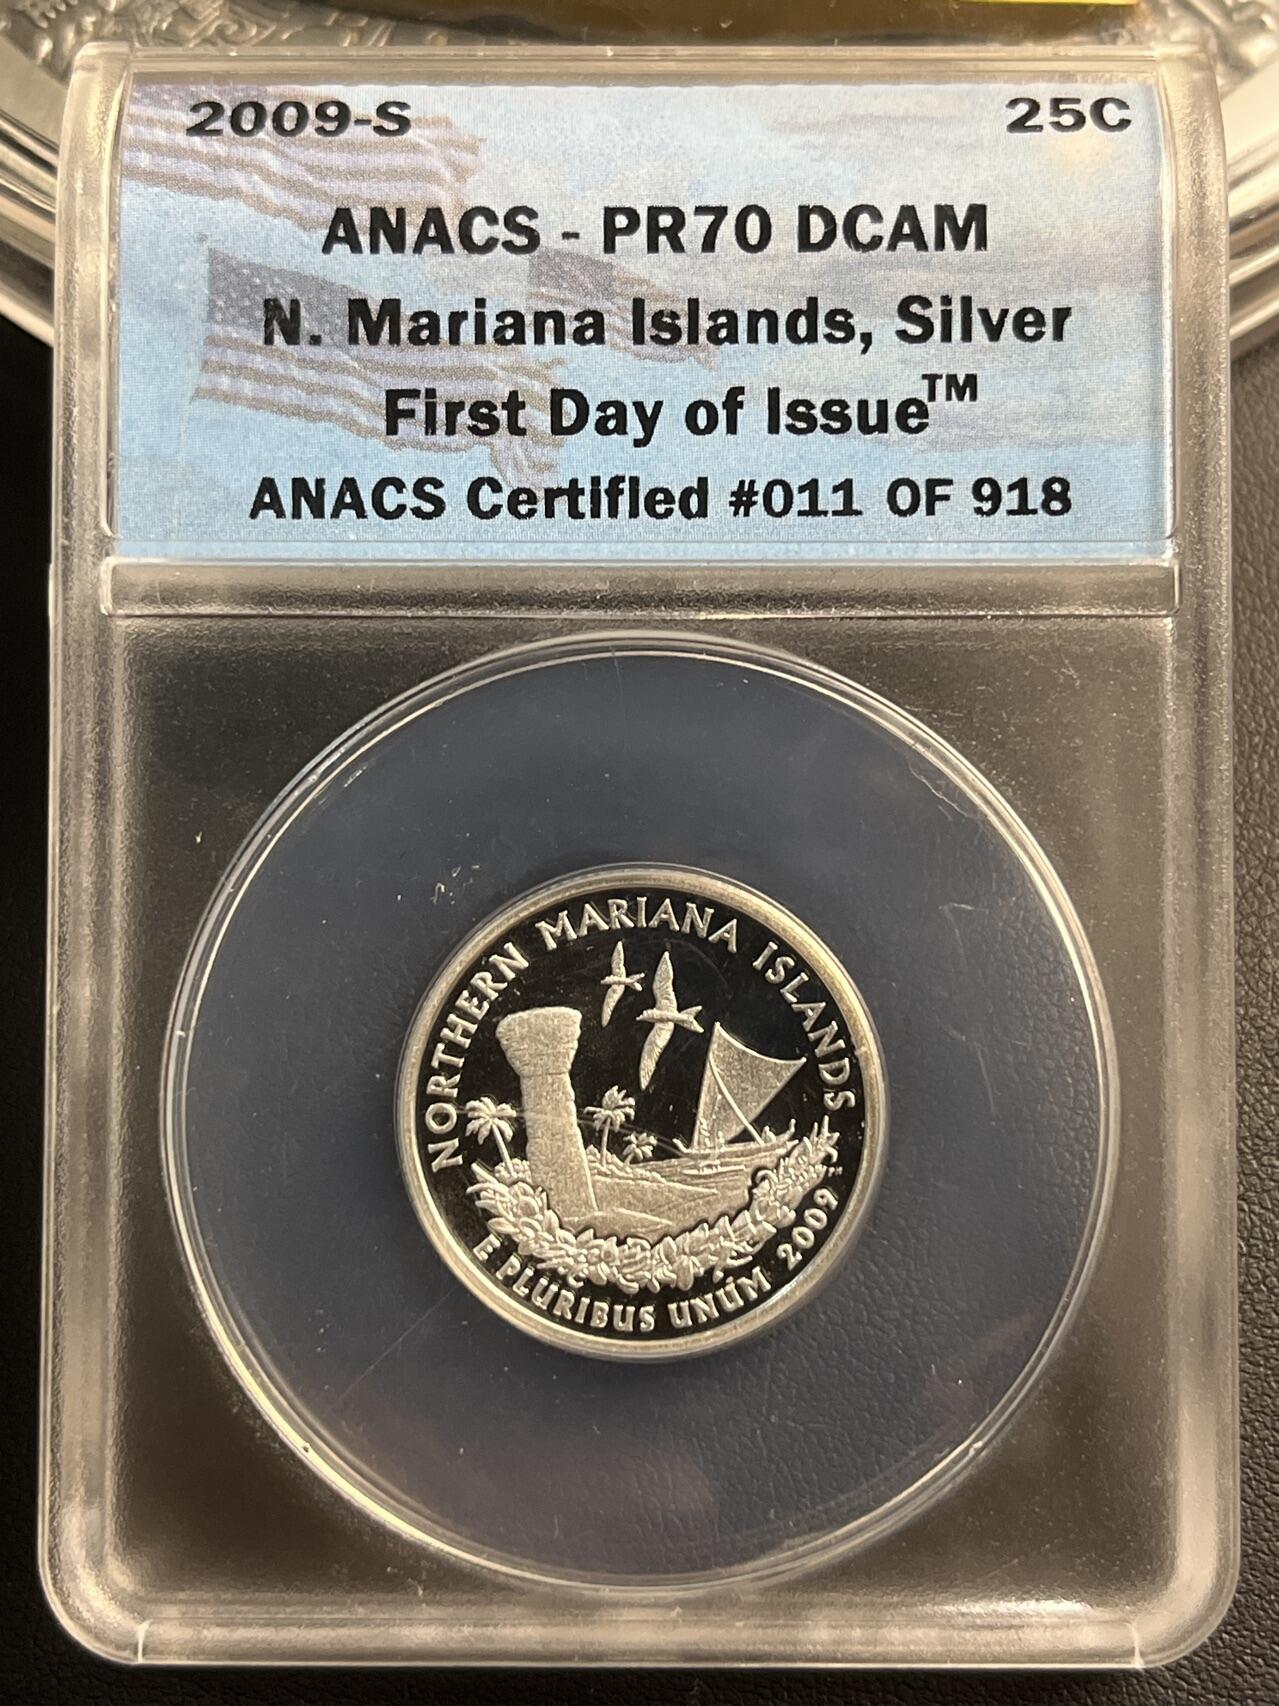 2009-S 25C
ANACS - PR70 DCAM
N. Mariana Islands, Silver
First Day of Issue™
ANACS Certified #011 OF 918
NORTHERN MARIANA ISLANDS
E PLURIBUS UNUM 2009